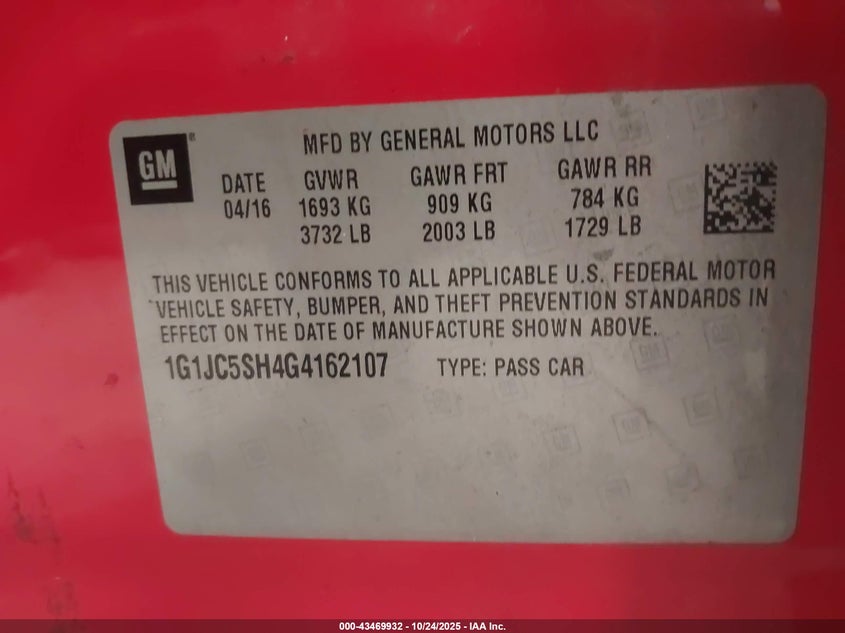 GM ®
MFD BY GENERAL MOTORS LLC
DATE GVWR GAWR FRT GAWR RR
04/16 1693 KG 909 KG 784 KG
3732 LB 2003 LB 1729 LB
THIS VEHICLE CONFORMS TO ALL APPLICABLE U.S. FEDERAL MOTOR
VEHICLE SAFETY, BUMPER, AND THEFT PREVENTION STANDARDS IN
EFFECT ON THE DATE OF MANUFACTURE SHOWN ABOVE.
1G1JC5SH4G4162107 TYPE: PASS CAR
000-43469932 - 10/24/2025 - IAA Inc.